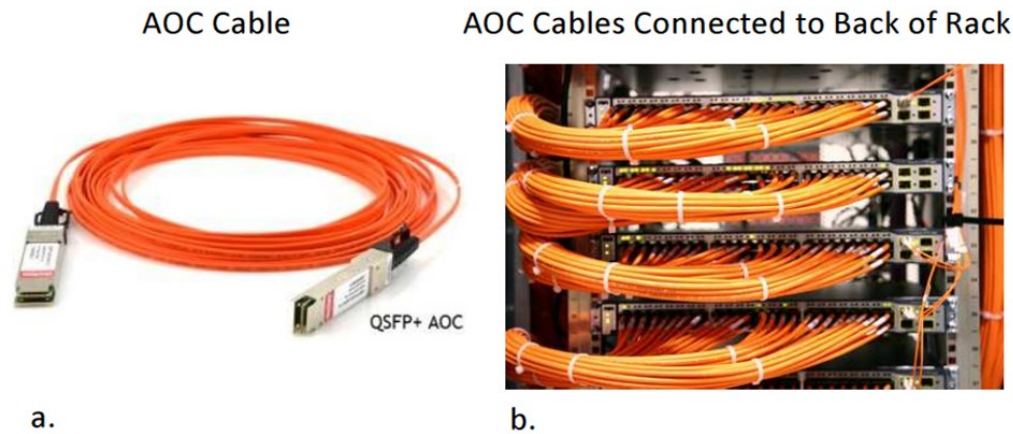 AOC Cable
AOC Cables Connected to Back of Rack
QSFP+ AOC
a.
b.